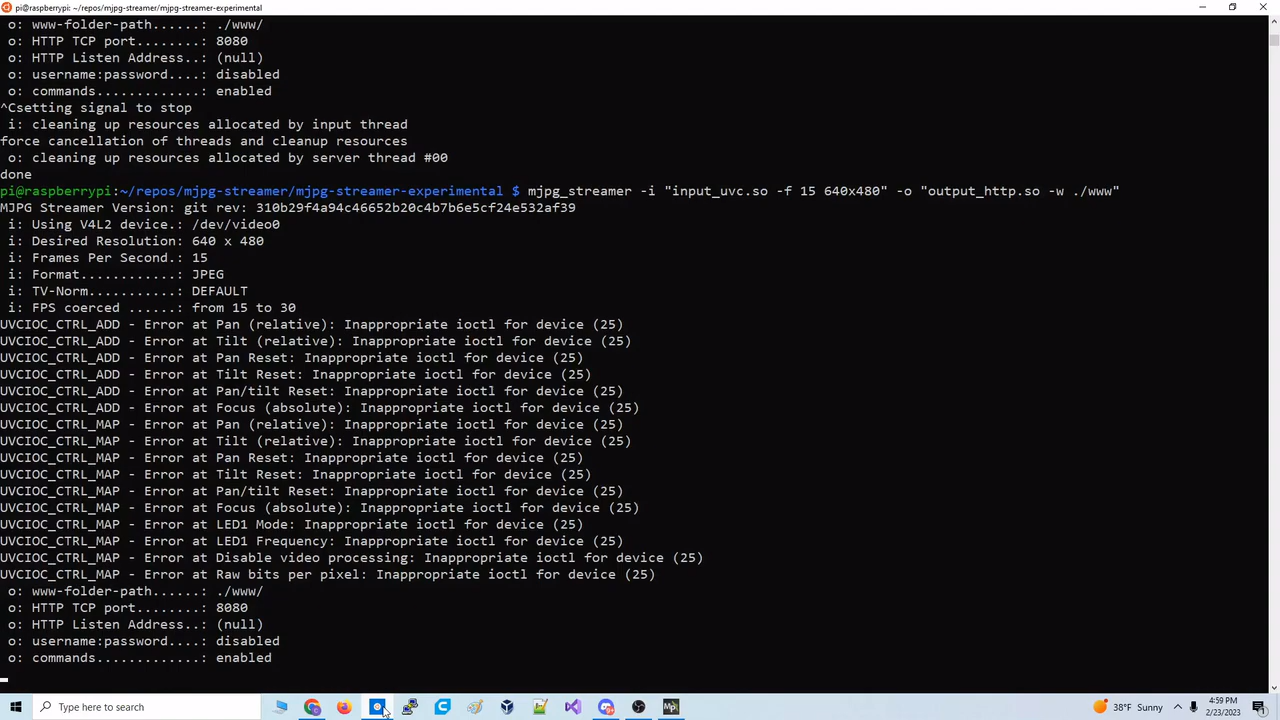 pi@raspberrypi: ~/repos/mjpg-streamer/mjpg-streamer-experimental
o: www-folder-path......: ./www/
o: HTTP TCP port........: 8080
o: HTTP Listen Address..: (null)
o: username:password....: disabled
o: commands.............: enabled
^Csetting signal to stop
i: cleaning up resources allocated by input thread
force cancellation of threads and cleanup resources
o: cleaning up resources allocated by server thread #00
done
pi@raspberrypi:~/repos/mjpg-streamer/mjpg-streamer-experimental $ mjpg_streamer -i "input_uvc.so -f 15 640x480" -o "output_http.so -w ./www"
MJPG Streamer Version: git rev: 310b29f4a94c46652b20c4b7b6e5cf24e532af39
i: Using V4L2 device.: /dev/video0
i: Desired Resolution: 640 x 480
i: Frames Per Second.: 15
i: Format............: JPEG
i: TV-Norm...........: DEFAULT
i: FPS coerced ......: from 15 to 30
UVCIOC_CTRL_ADD - Error at Pan (relative): Inappropriate ioctl for device (25)
UVCIOC_CTRL_ADD - Error at Tilt (relative): Inappropriate ioctl for device (25)
UVCIOC_CTRL_ADD - Error at Pan Reset: Inappropriate ioctl for device (25)
UVCIOC_CTRL_ADD - Error at Tilt Reset: Inappropriate ioctl for device (25)
UVCIOC_CTRL_ADD - Error at Pan/tilt Reset: Inappropriate ioctl for device (25)
UVCIOC_CTRL_ADD - Error at Focus (absolute): Inappropriate ioctl for device (25)
UVCIOC_CTRL_MAP - Error at Pan (relative): Inappropriate ioctl for device (25)
UVCIOC_CTRL_MAP - Error at Tilt (relative): Inappropriate ioctl for device (25)
UVCIOC_CTRL_MAP - Error at Pan Reset: Inappropriate ioctl for device (25)
UVCIOC_CTRL_MAP - Error at Tilt Reset: Inappropriate ioctl for device (25)
UVCIOC_CTRL_MAP - Error at Pan/tilt Reset: Inappropriate ioctl for device (25)
UVCIOC_CTRL_MAP - Error at Focus (absolute): Inappropriate ioctl for device (25)
UVCIOC_CTRL_MAP - Error at LED1 Mode: Inappropriate ioctl for device (25)
UVCIOC_CTRL_MAP - Error at LED1 Frequency: Inappropriate ioctl for device (25)
UVCIOC_CTRL_MAP - Error at Disable video processing: Inappropriate ioctl for device (25)
UVCIOC_CTRL_MAP - Error at Raw bits per pixel: Inappropriate ioctl for device (25)
o: www-folder-path......: ./www/
o: HTTP TCP port........: 8080
o: HTTP Listen Address..: (null)
o: username:password....: disabled
o: commands.............: enabled
Type here to search
38°F Sunny
4:59 PM
2/23/2023